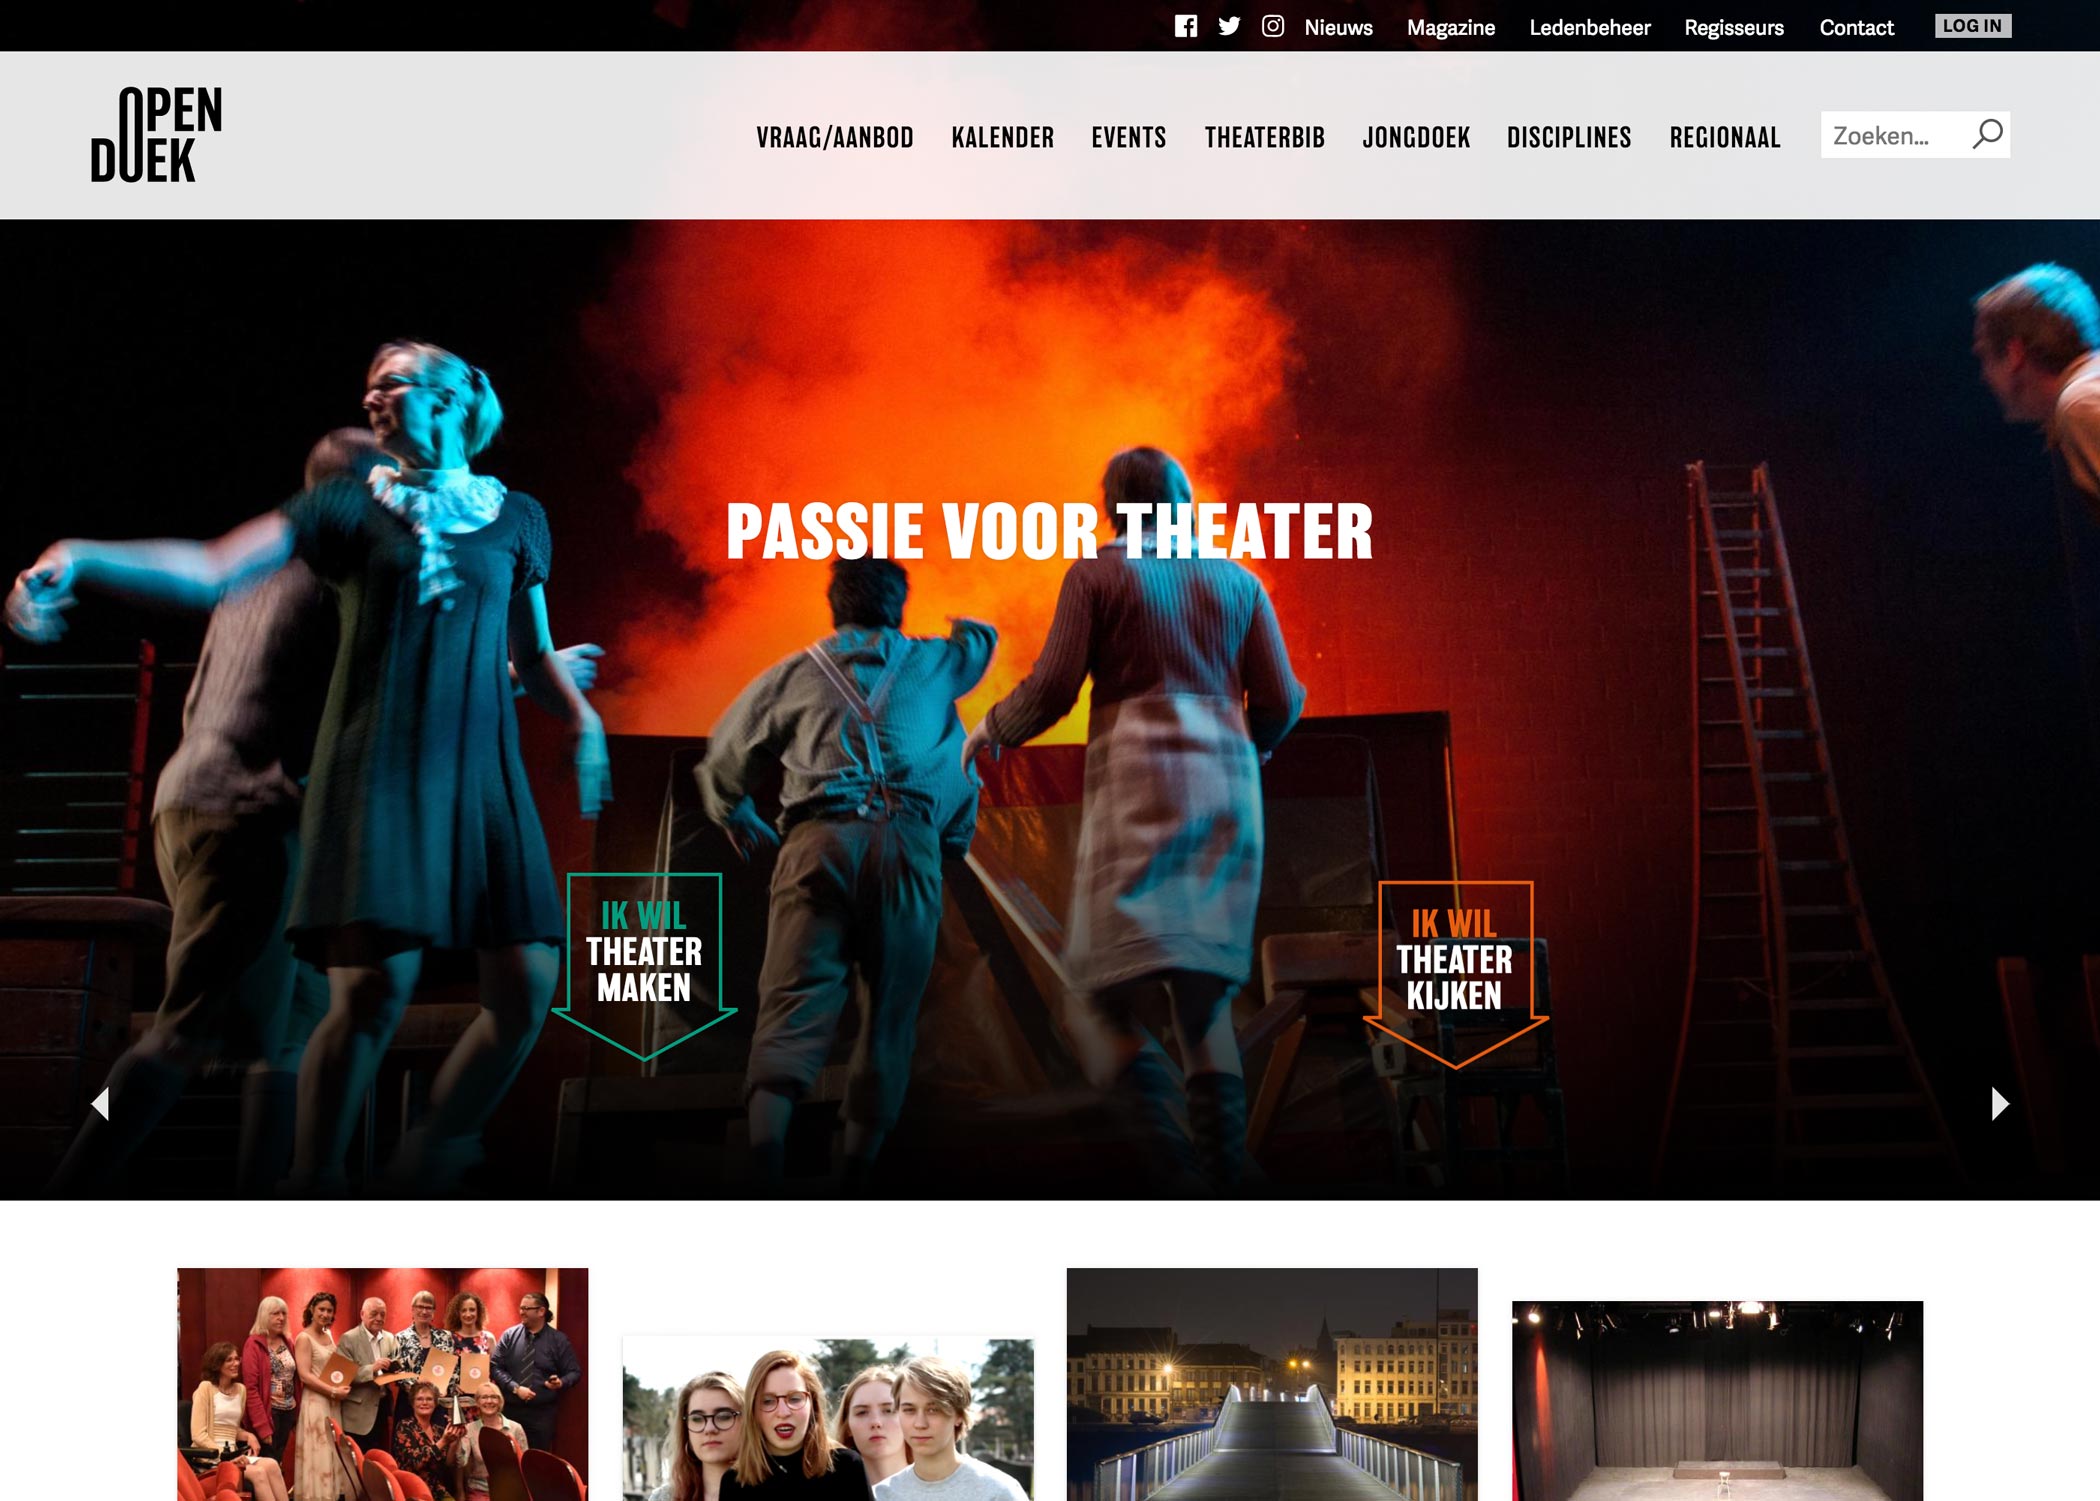 Nieuws Magazine Ledenbeheer Regisseurs Contact LOG IN
OPEN
DOEK
VRAAG/AANBOD KALENDER EVENTS THEATERBIB JONGDOEK DISCIPLINES REGIONAAL Zoeken...
PASSIE VOOR THEATER
IK WIL
THEATER
MAKEN
IK WIL
THEATER
KIJKEN